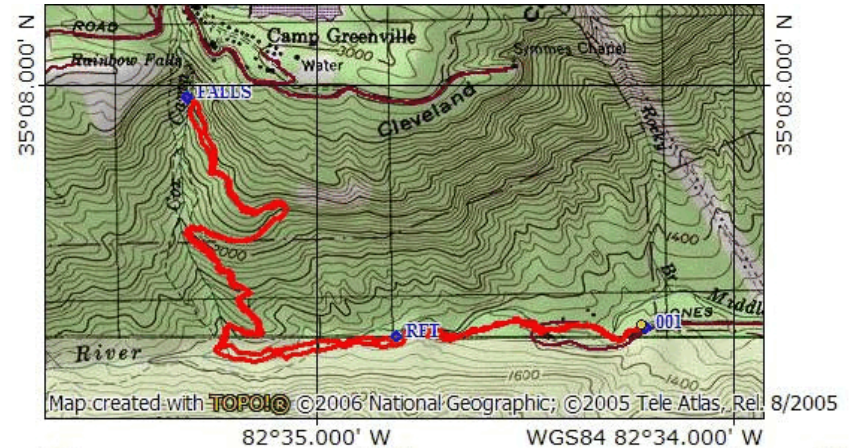 ROAD
Camp Greenville
3000
Symmes Chapel
Rainbow Falls
Water
35°08.000' N
35°08.000' N
FALLS
Cleveland
Rocky
Cox
1400
Br
Middl
RFT
001
River
1600
1400
Map created with TOPO!® ©2006 National Geographic; ©2005 Tele Atlas, Rel. 8/2005
82°35.000' W
WGS84 82°34.000' W